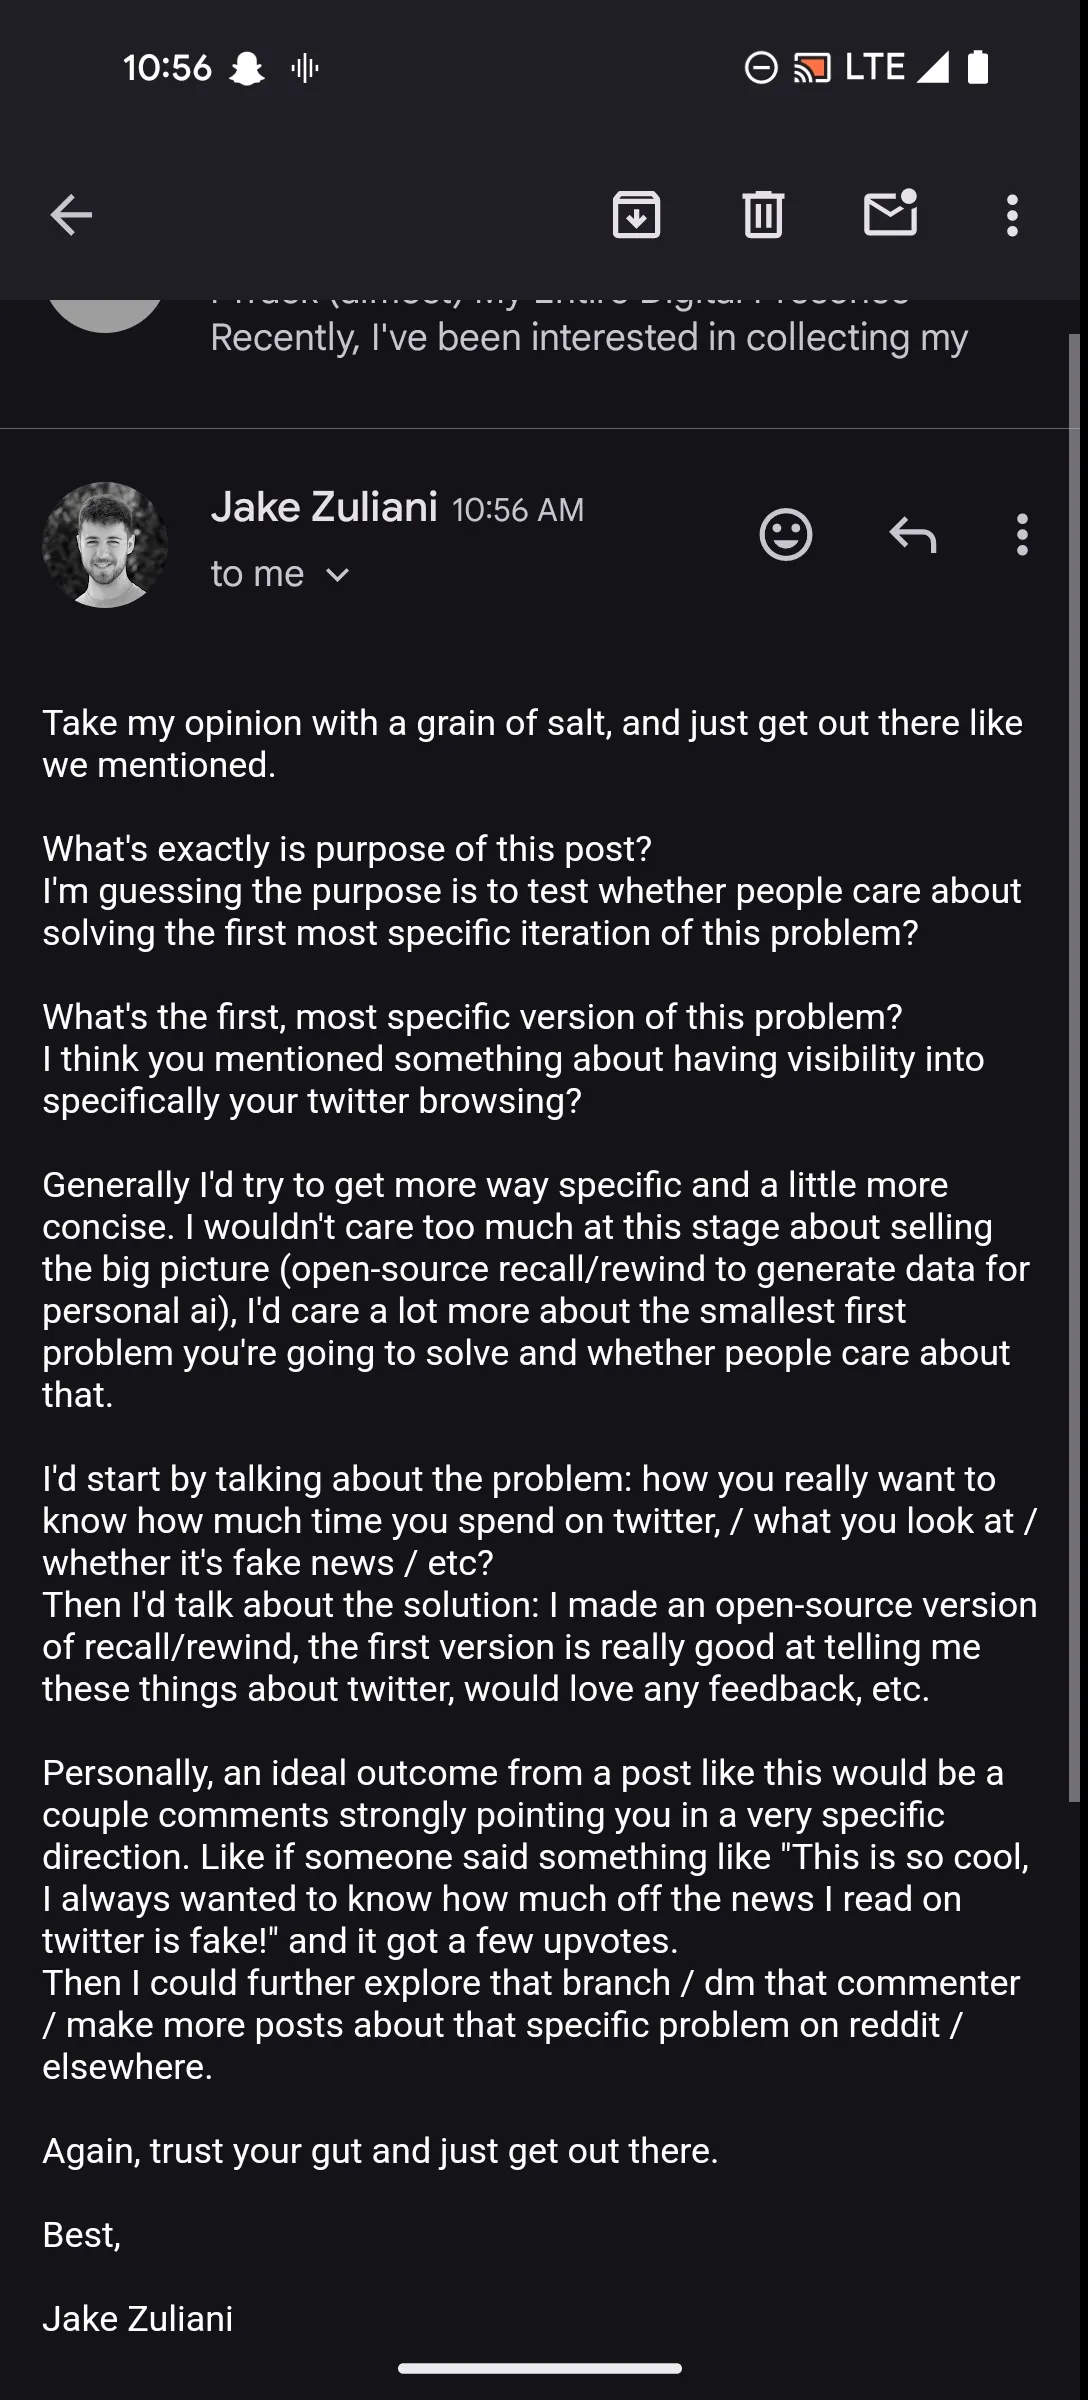 10:56
LTE
I Track (almost) My Entire Digital Presence
Recently, I've been interested in collecting my
Jake Zuliani 10:56 AM
to me
Take my opinion with a grain of salt, and just get out there like
we mentioned.
What's exactly is purpose of this post?
I'm guessing the purpose is to test whether people care about
solving the first most specific iteration of this problem?
What's the first, most specific version of this problem?
I think you mentioned something about having visibility into
specifically your twitter browsing?
Generally I'd try to get more way specific and a little more
concise. I wouldn't care too much at this stage about selling
the big picture (open-source recall/rewind to generate data for
personal ai), I'd care a lot more about the smallest first
problem you're going to solve and whether people care about
that.
I'd start by talking about the problem: how you really want to
know how much time you spend on twitter, / what you look at /
whether it's fake news / etc?
Then I'd talk about the solution: I made an open-source version
of recall/rewind, the first version is really good at telling me
these things about twitter, would love any feedback, etc.
Personally, an ideal outcome from a post like this would be a
couple comments strongly pointing you in a very specific
direction. Like if someone said something like "This is so cool,
I always wanted to know how much off the news I read on
twitter is fake!" and it got a few upvotes.
Then I could further explore that branch / dm that commenter
/ make more posts about that specific problem on reddit /
elsewhere.
Again, trust your gut and just get out there.
Best,
Jake Zuliani